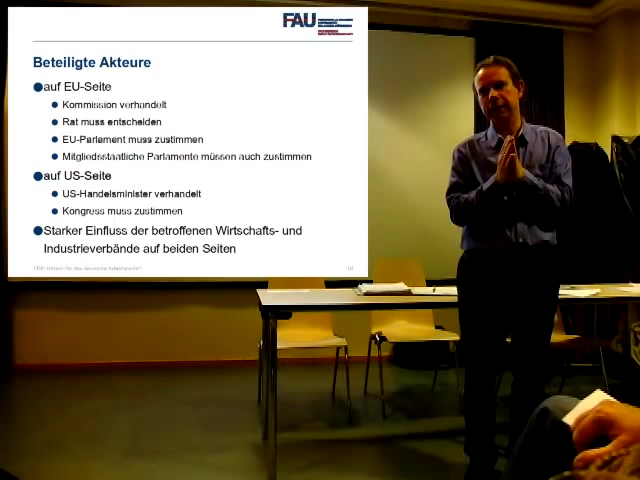 FAU
Beteiligte Akteure
auf EU-Seite
Kommission verhandelt
Rat muss entscheiden
EU-Parlament muss zustimmen
Mitgliedsstaatliche Parlamente müssen auch zustimmen
auf US-Seite
US-Handelsminister verhandelt
Kongress muss zustimmen
Starker Einfluss der betroffenen Wirtschafts- und
Industrieverbände auf beiden Seiten